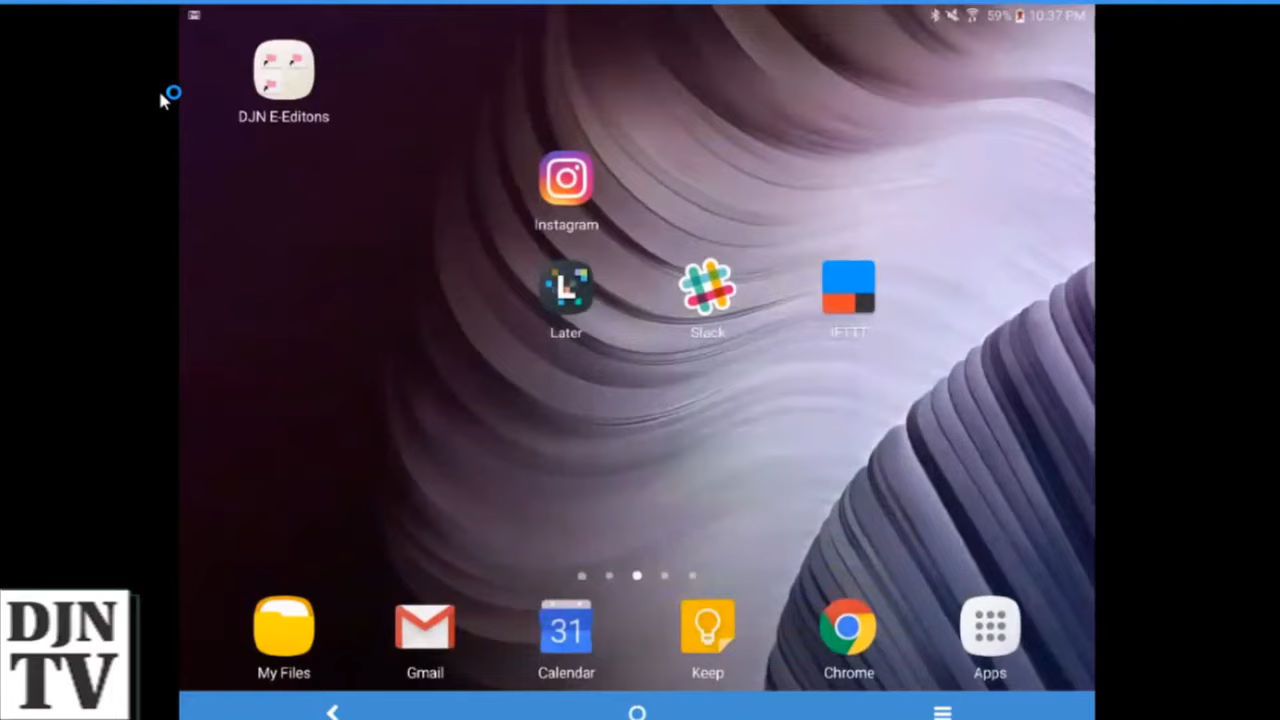 59% 10:37 PM
DJN E-Editons
Instagram
Later
Slack
IFTTT
31
My Files
Gmail
Calendar
Keep
Chrome
Apps
DJN
TV